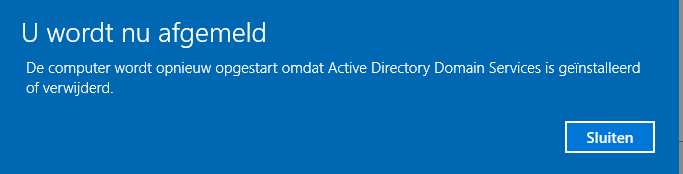 U wordt nu afgemeld
De computer wordt opnieuw opgestart omdat Active Directory Domain Services is geïnstalleerd
of verwijderd.
Sluiten